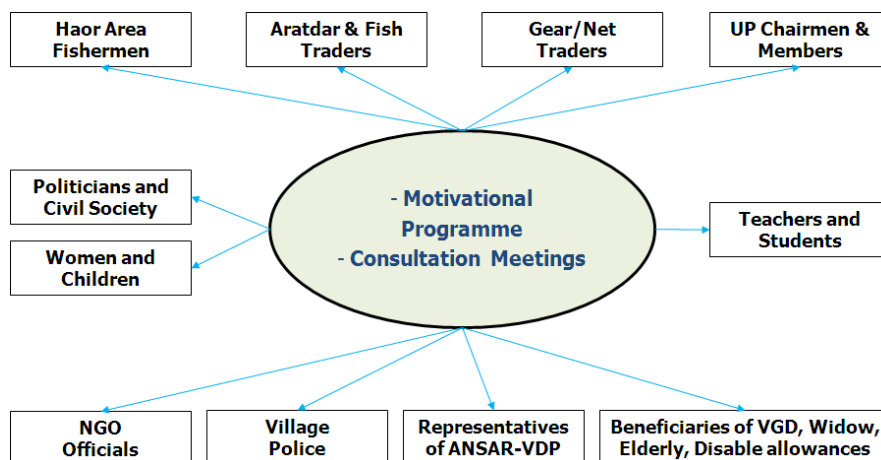 Haor Area
Fishermen
Aratdar & Fish
Traders
Gear/Net
Traders
UP Chairmen &
Members
Politicians and
Civil Society
Women and
Children
- Motivational
Programme
- Consultation Meetings
Teachers and
Students
NGO
Officials
Village
Police
Representatives
of ANSAR-VDP
Beneficiaries of VGD, Widow,
Elderly, Disable allowances